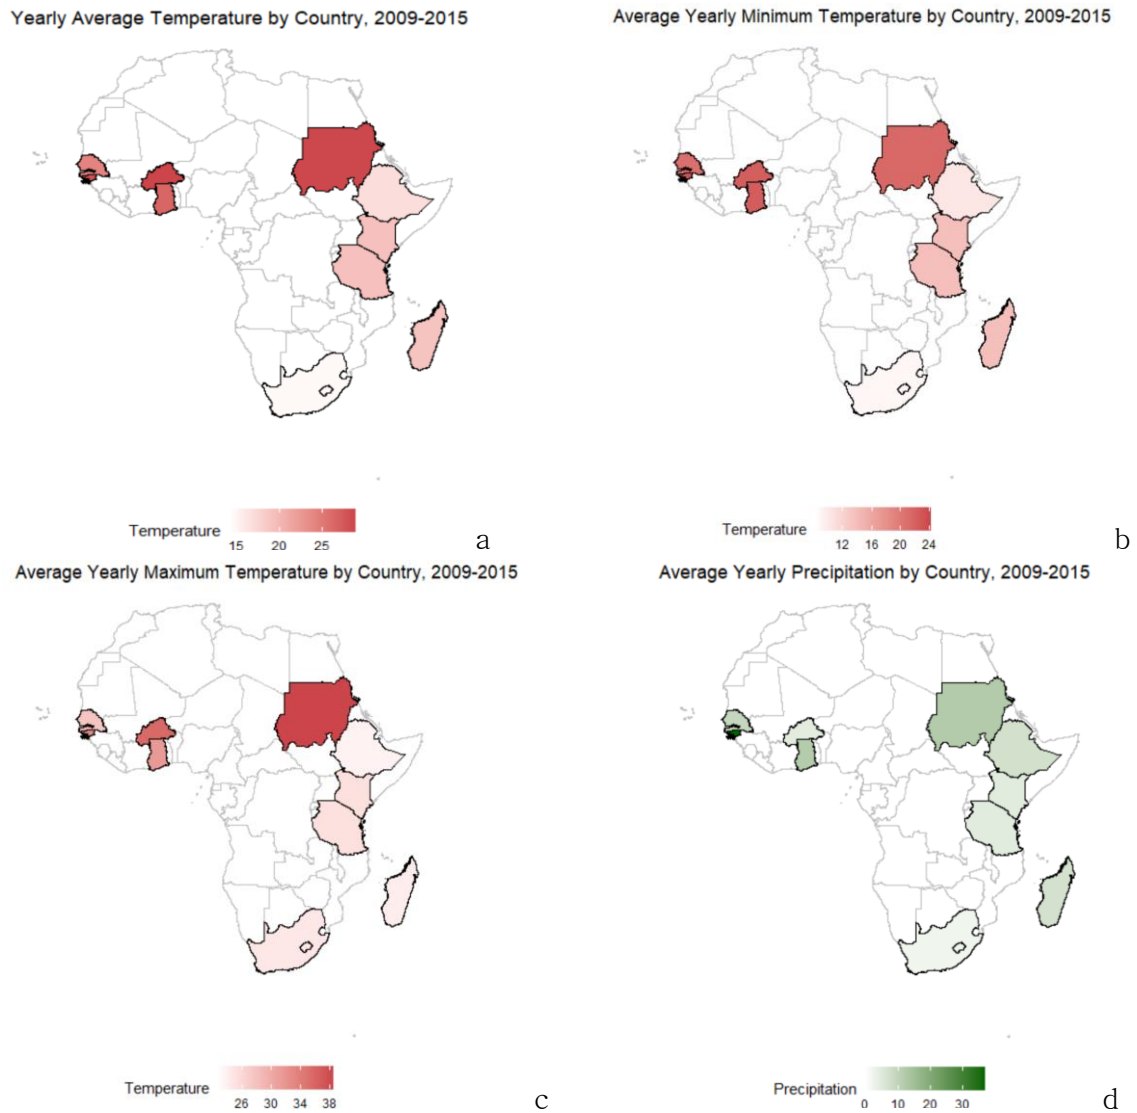 Yearly Average Temperature by Country, 2009-2015
Temperature
15 20 25
a
Average Yearly Minimum Temperature by Country, 2009-2015
Temperature
12 16 20 24
b
Average Yearly Maximum Temperature by Country, 2009-2015
Temperature
26 30 34 38
c
Average Yearly Precipitation by Country, 2009-2015
Precipitation
0 10 20 30
d